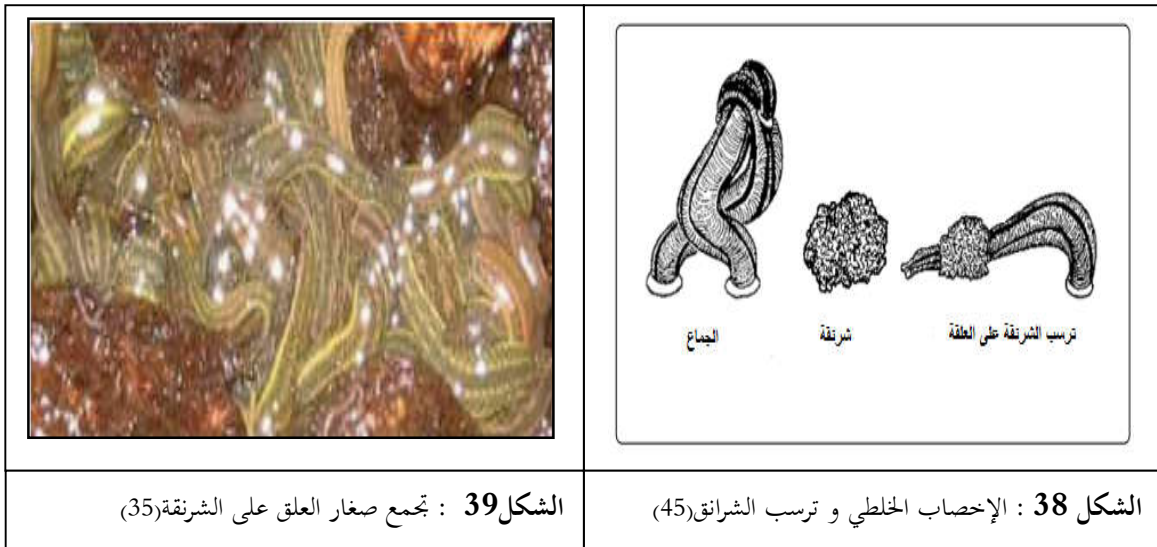 الجماع
شرنقة
ترسب الشرنقة على العلقة
الشكل 38 : الإخصاب الخلطي و ترسب الشرانق(45)
الشكل39 : تجمع صغار العلق على الشرنقة(35)